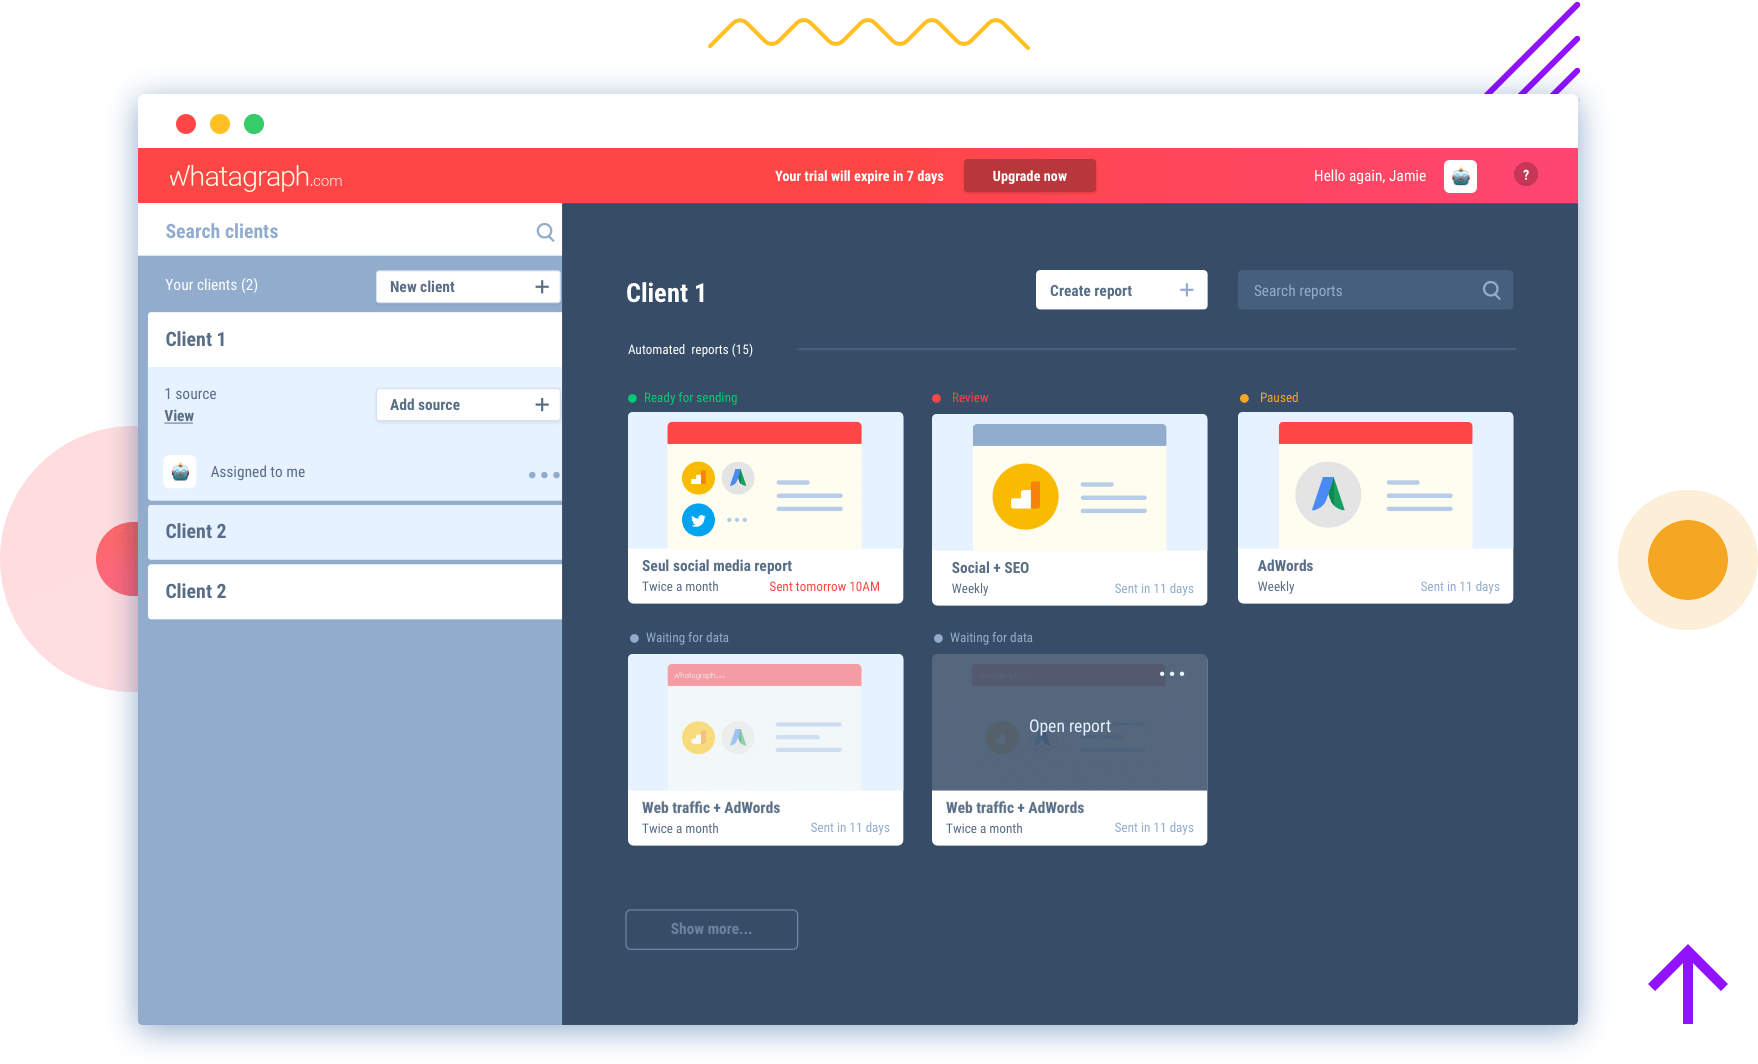 whatagraph.com
Your trial will expire in 7 days
Upgrade now
Hello again, Jamie
?
Search clients
Your clients (2)
New client
Client 1
1 source
View
Add source
Assigned to me
Client 2
Client 2
Client 1
Create report
Search reports
Automated reports (15)
Ready for sending
Review
Paused
Seul social media report
Twice a month
Sent tomorrow 10AM
Social + SEO
Weekly
Sent in 11 days
AdWords
Weekly
Sent in 11 days
Waiting for data
Waiting for data
whatagraph.com
Open report
Web traffic + AdWords
Twice a month
Sent in 11 days
Web traffic + AdWords
Twice a month
Sent in 11 days
Show more...